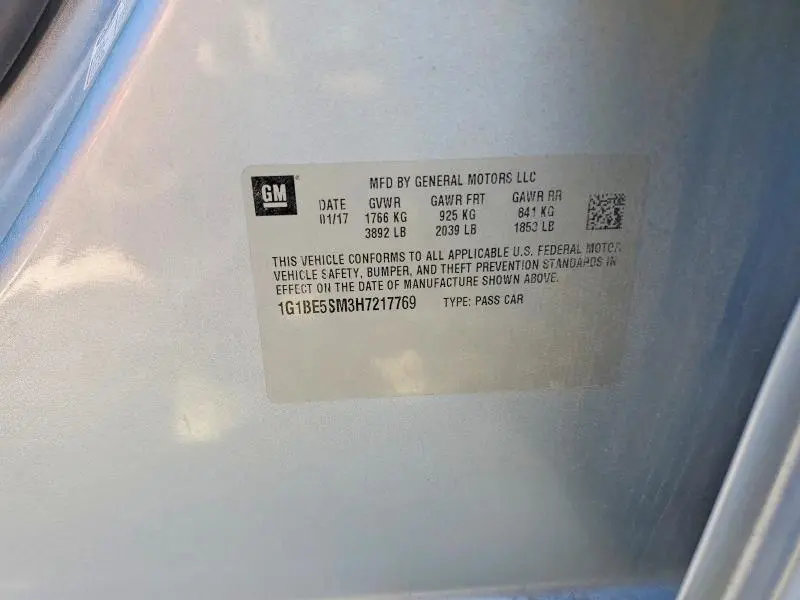 GM
MFD BY GENERAL MOTORS LLC
DATE GVWR GAWR FRT GAWR RR
01/17 1766 KG 925 KG 841 KG
3892 LB 2039 LB 1853 LB
THIS VEHICLE CONFORMS TO ALL APPLICABLE U.S. FEDERAL MOTOR
VEHICLE SAFETY, BUMPER, AND THEFT PREVENTION STANDARDS IN
EFFECT ON THE DATE OF MANUFACTURE SHOWN ABOVE.
1G1BE5SM3H7217769 TYPE: PASS CAR